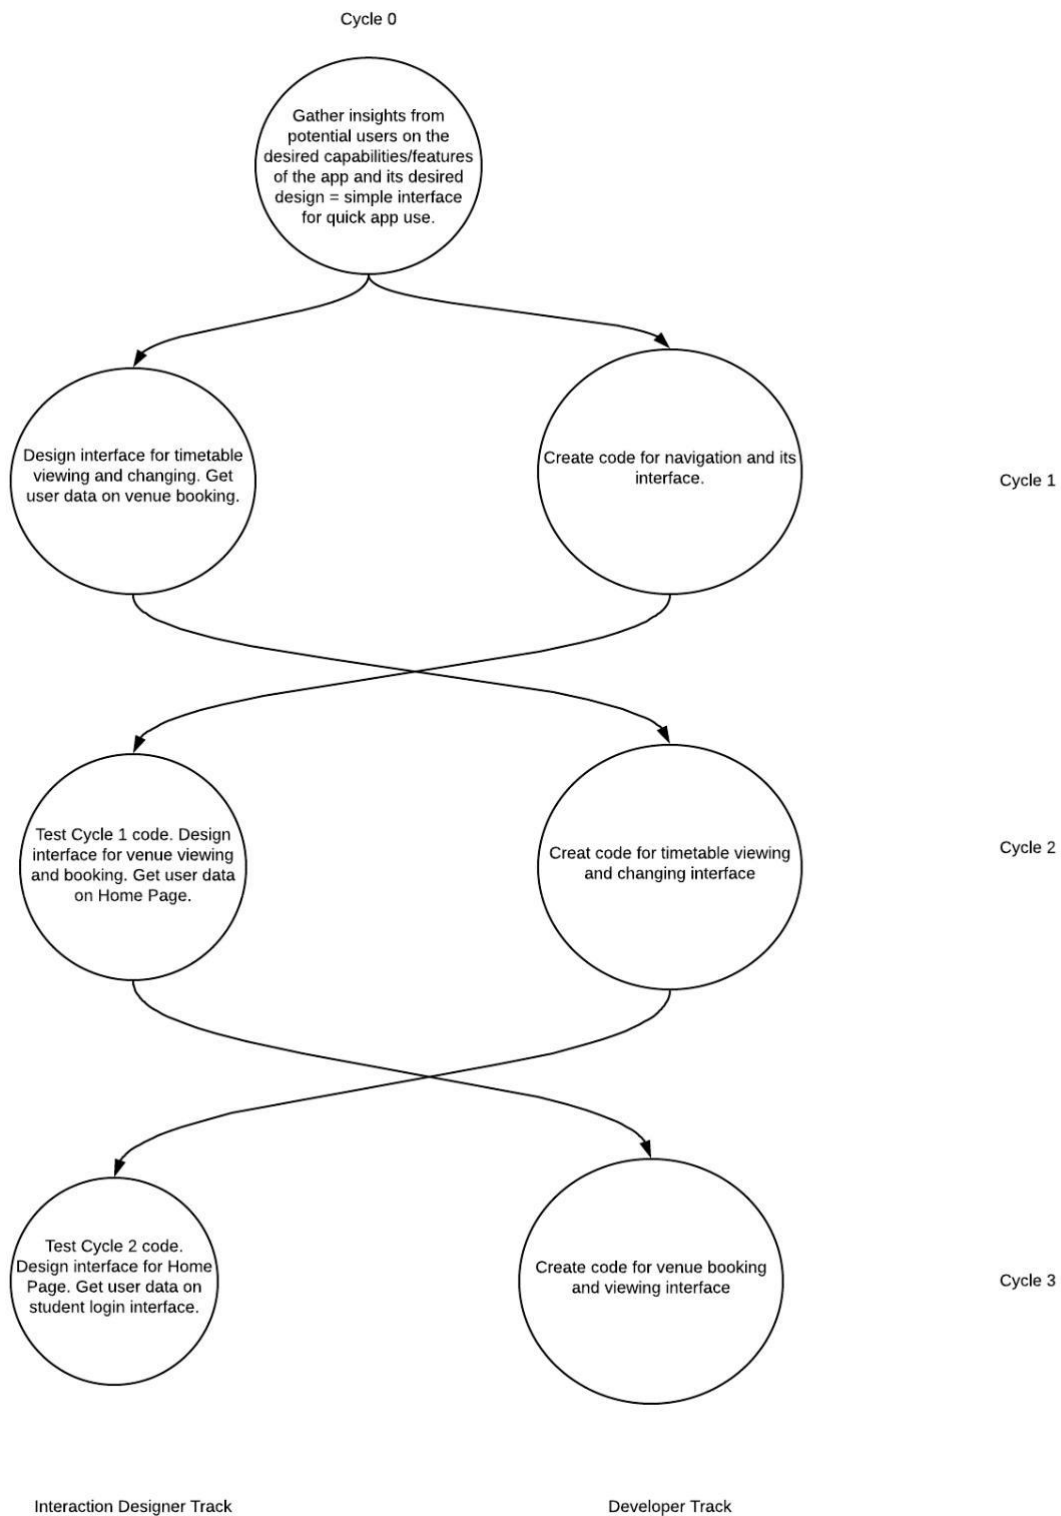 Cycle 0
Gather insights from
potential users on the
desired capabilities/features
of the app and its desired
design = simple interface
for quick app use.
Design interface for timetable
viewing and changing. Get
user data on venue booking.
Create code for navigation and its
interface.
Cycle 1
Test Cycle 1 code. Design
interface for venue viewing
and booking. Get user data
on Home Page.
Creat code for timetable viewing
and changing interface
Cycle 2
Test Cycle 2 code.
Design interface for Home
Page. Get user data on
student login interface.
Create code for venue booking
and viewing interface
Cycle 3
Interaction Designer Track
Developer Track